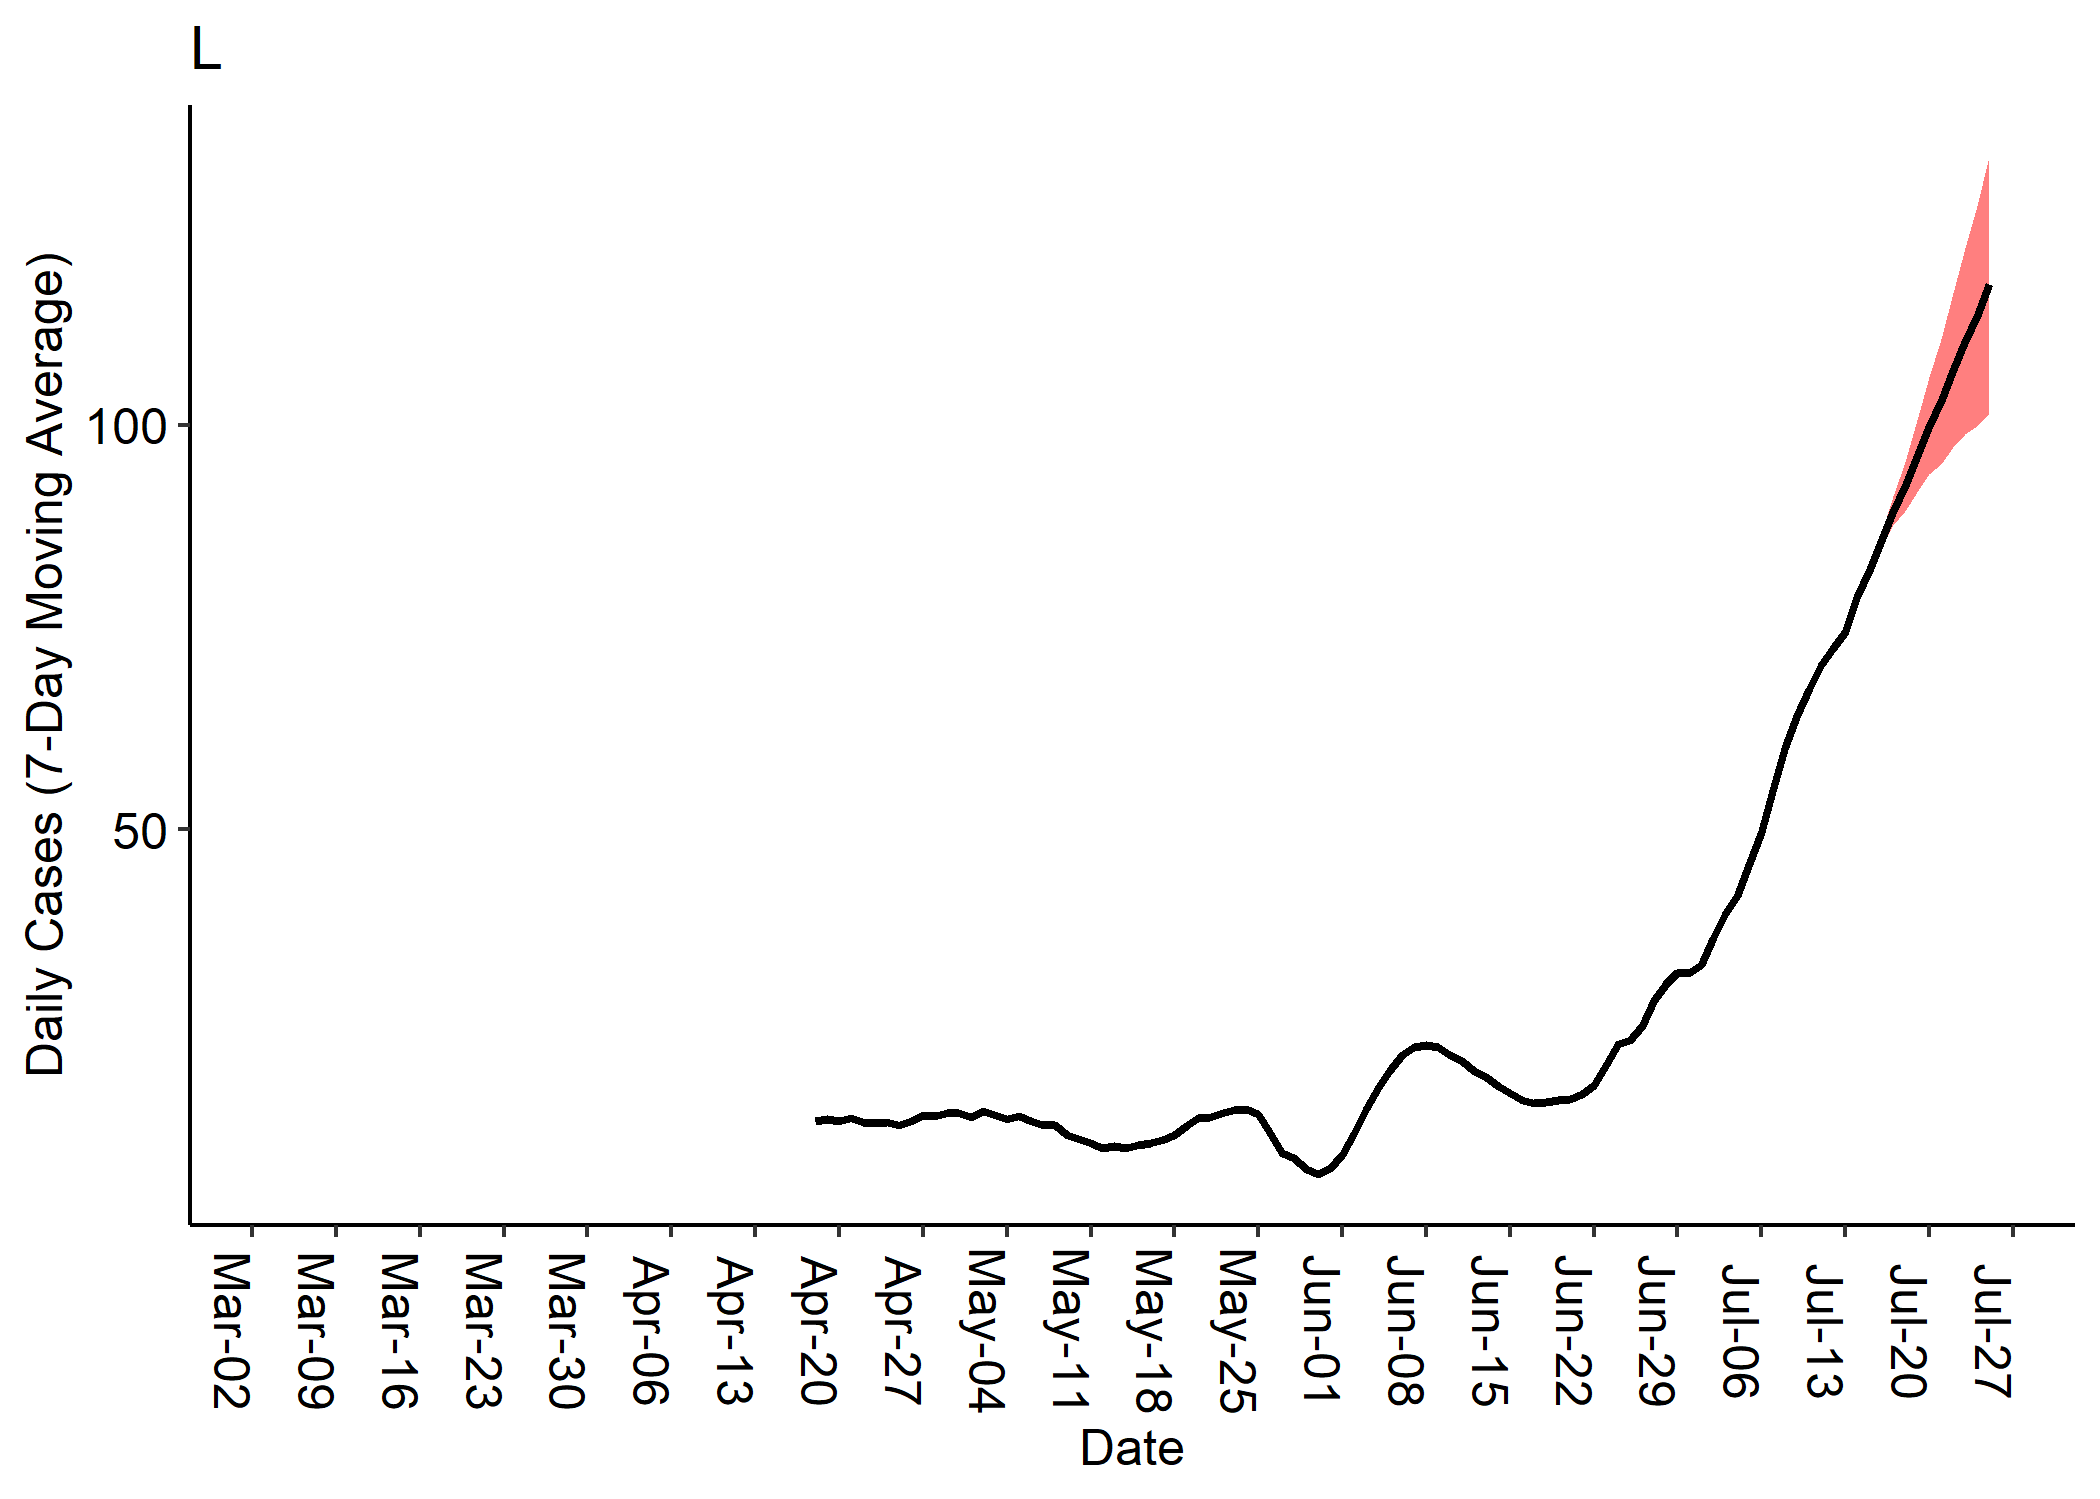 L
Daily Cases (7-Day Moving Average)
100
50
Mar-02
Mar-09
Mar-16
Mar-23
Mar-30
Apr-06
Apr-13
Apr-20
Apr-27
May-04
May-11
May-18
May-25
Jun-01
Jun-08
Jun-15
Jun-22
Jun-29
Jul-06
Jul-13
Jul-20
Jul-27
Date